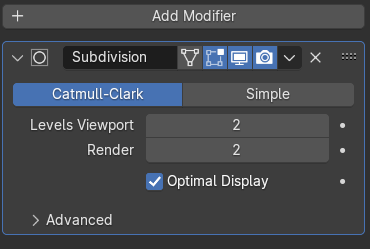 Add Modifier
Subdivision
Catmull-Clark Simple
Levels Viewport 2
Render 2
Optimal Display
Advanced